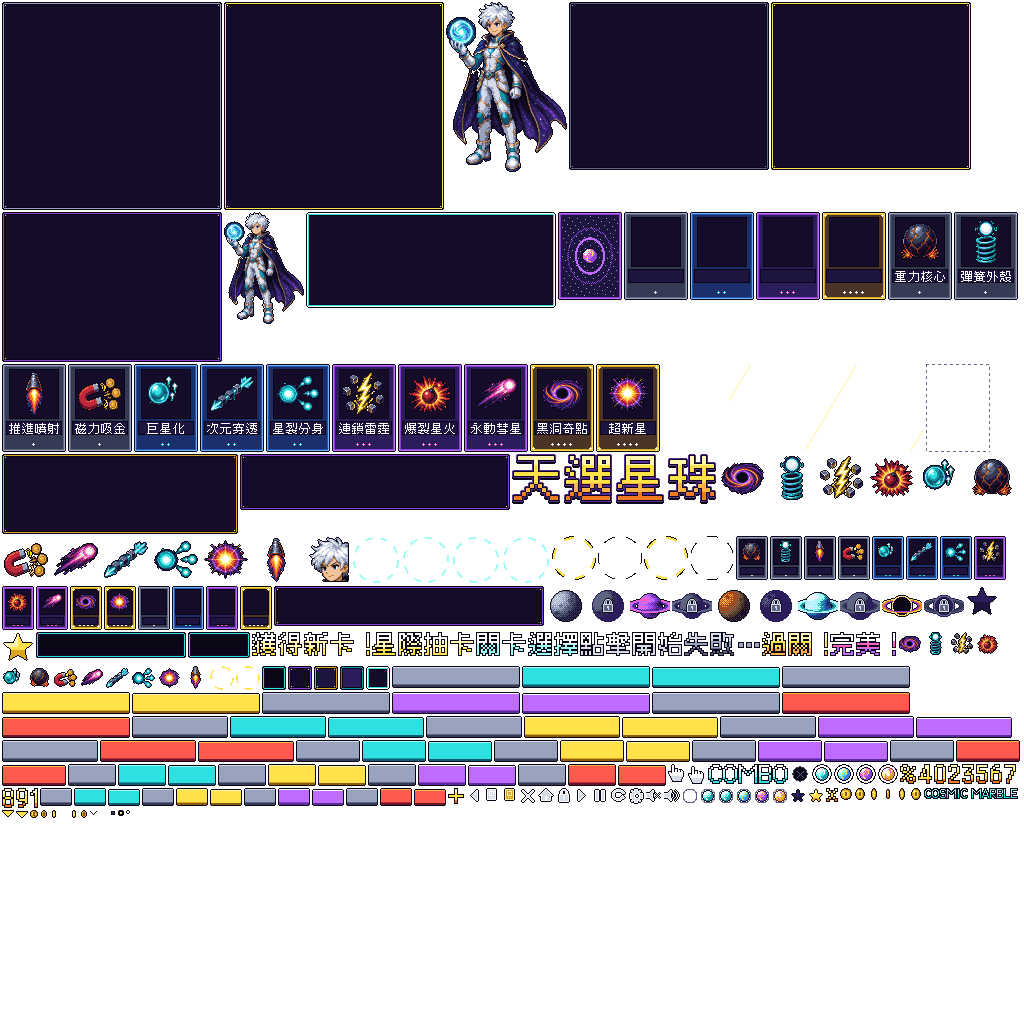 重力核心
彈簧外殼
推進噴射
磁力吸金
巨星化
次元穿透
星裂分身
連鎖雷霆
爆裂星火
永動彗星
黑洞奇點
超新星
天選星珠
獲得新卡！星際抽卡關卡選擇點擊開始失敗…過關！完美！
COMBO
%4023567
891
COSMIC MARBLE